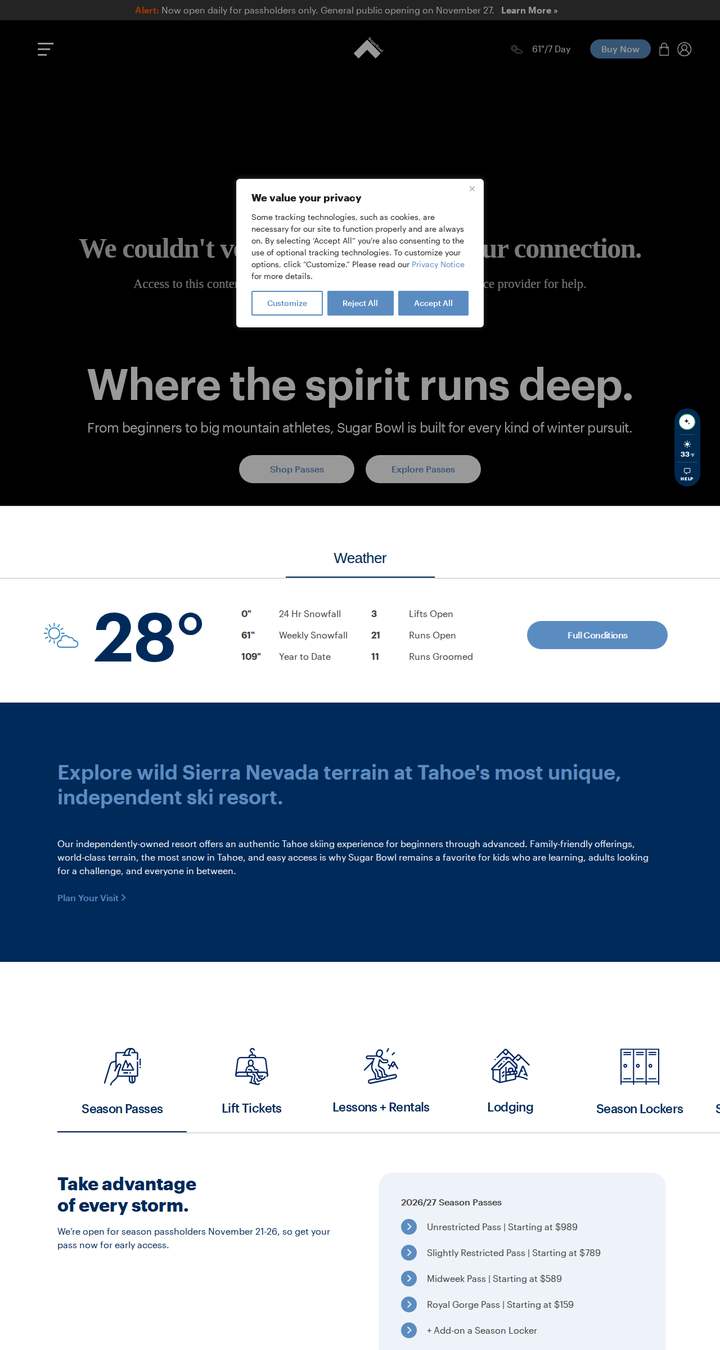 Alert: Now open daily for passholders only. General public opening on November 27. Learn More »
61"/7 Day
Buy Now
We value your privacy
Some tracking technologies, such as cookies, are
necessary for our site to function properly and are always
on. By selecting "Accept All" you're also consenting to the
use of optional tracking technologies. To customize your
options, click "Customize." Please read our Privacy Notice
for more details.
Customize
Reject All
Accept All
We couldn't connection.
Access to this provider for help.
Where the spirit runs deep.
From beginners to big mountain athletes, Sugar Bowl is built for every kind of winter pursuit.
Shop Passes
Explore Passes
33°F
HELP
Weather
28°
0" 24 Hr Snowfall
61" Weekly Snowfall
109" Year to Date
3 Lifts Open
21 Runs Open
11 Runs Groomed
Full Conditions
Explore wild Sierra Nevada terrain at Tahoe's most unique,
independent ski resort.
Our independently-owned resort offers an authentic Tahoe skiing experience for beginners through advanced. Family-friendly offerings,
world-class terrain, the most snow in Tahoe, and easy access is why Sugar Bowl remains a favorite for kids who are learning, adults looking
for a challenge, and everyone in between.
Plan Your Visit
Season Passes
Lift Tickets
Lessons + Rentals
Lodging
Season Lockers
Take advantage
of every storm.
We're open for season passholders November 21-26, so get your
pass now for early access.
2026/27 Season Passes
Unrestricted Pass | Starting at $989
Slightly Restricted Pass | Starting at $789
Midweek Pass | Starting at $589
Royal Gorge Pass | Starting at $159
+ Add-on a Season Locker